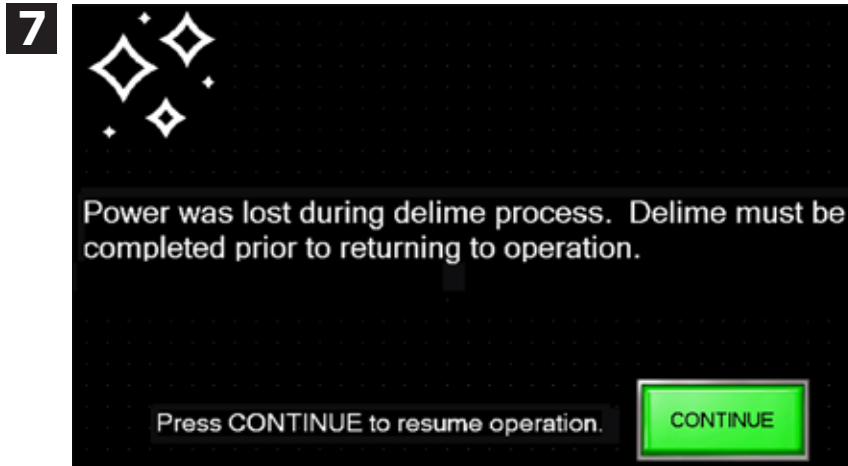 7
Power was lost during delime process.  Delime must be
completed prior to returning to operation.
Press CONTINUE to resume operation.
CONTINUE